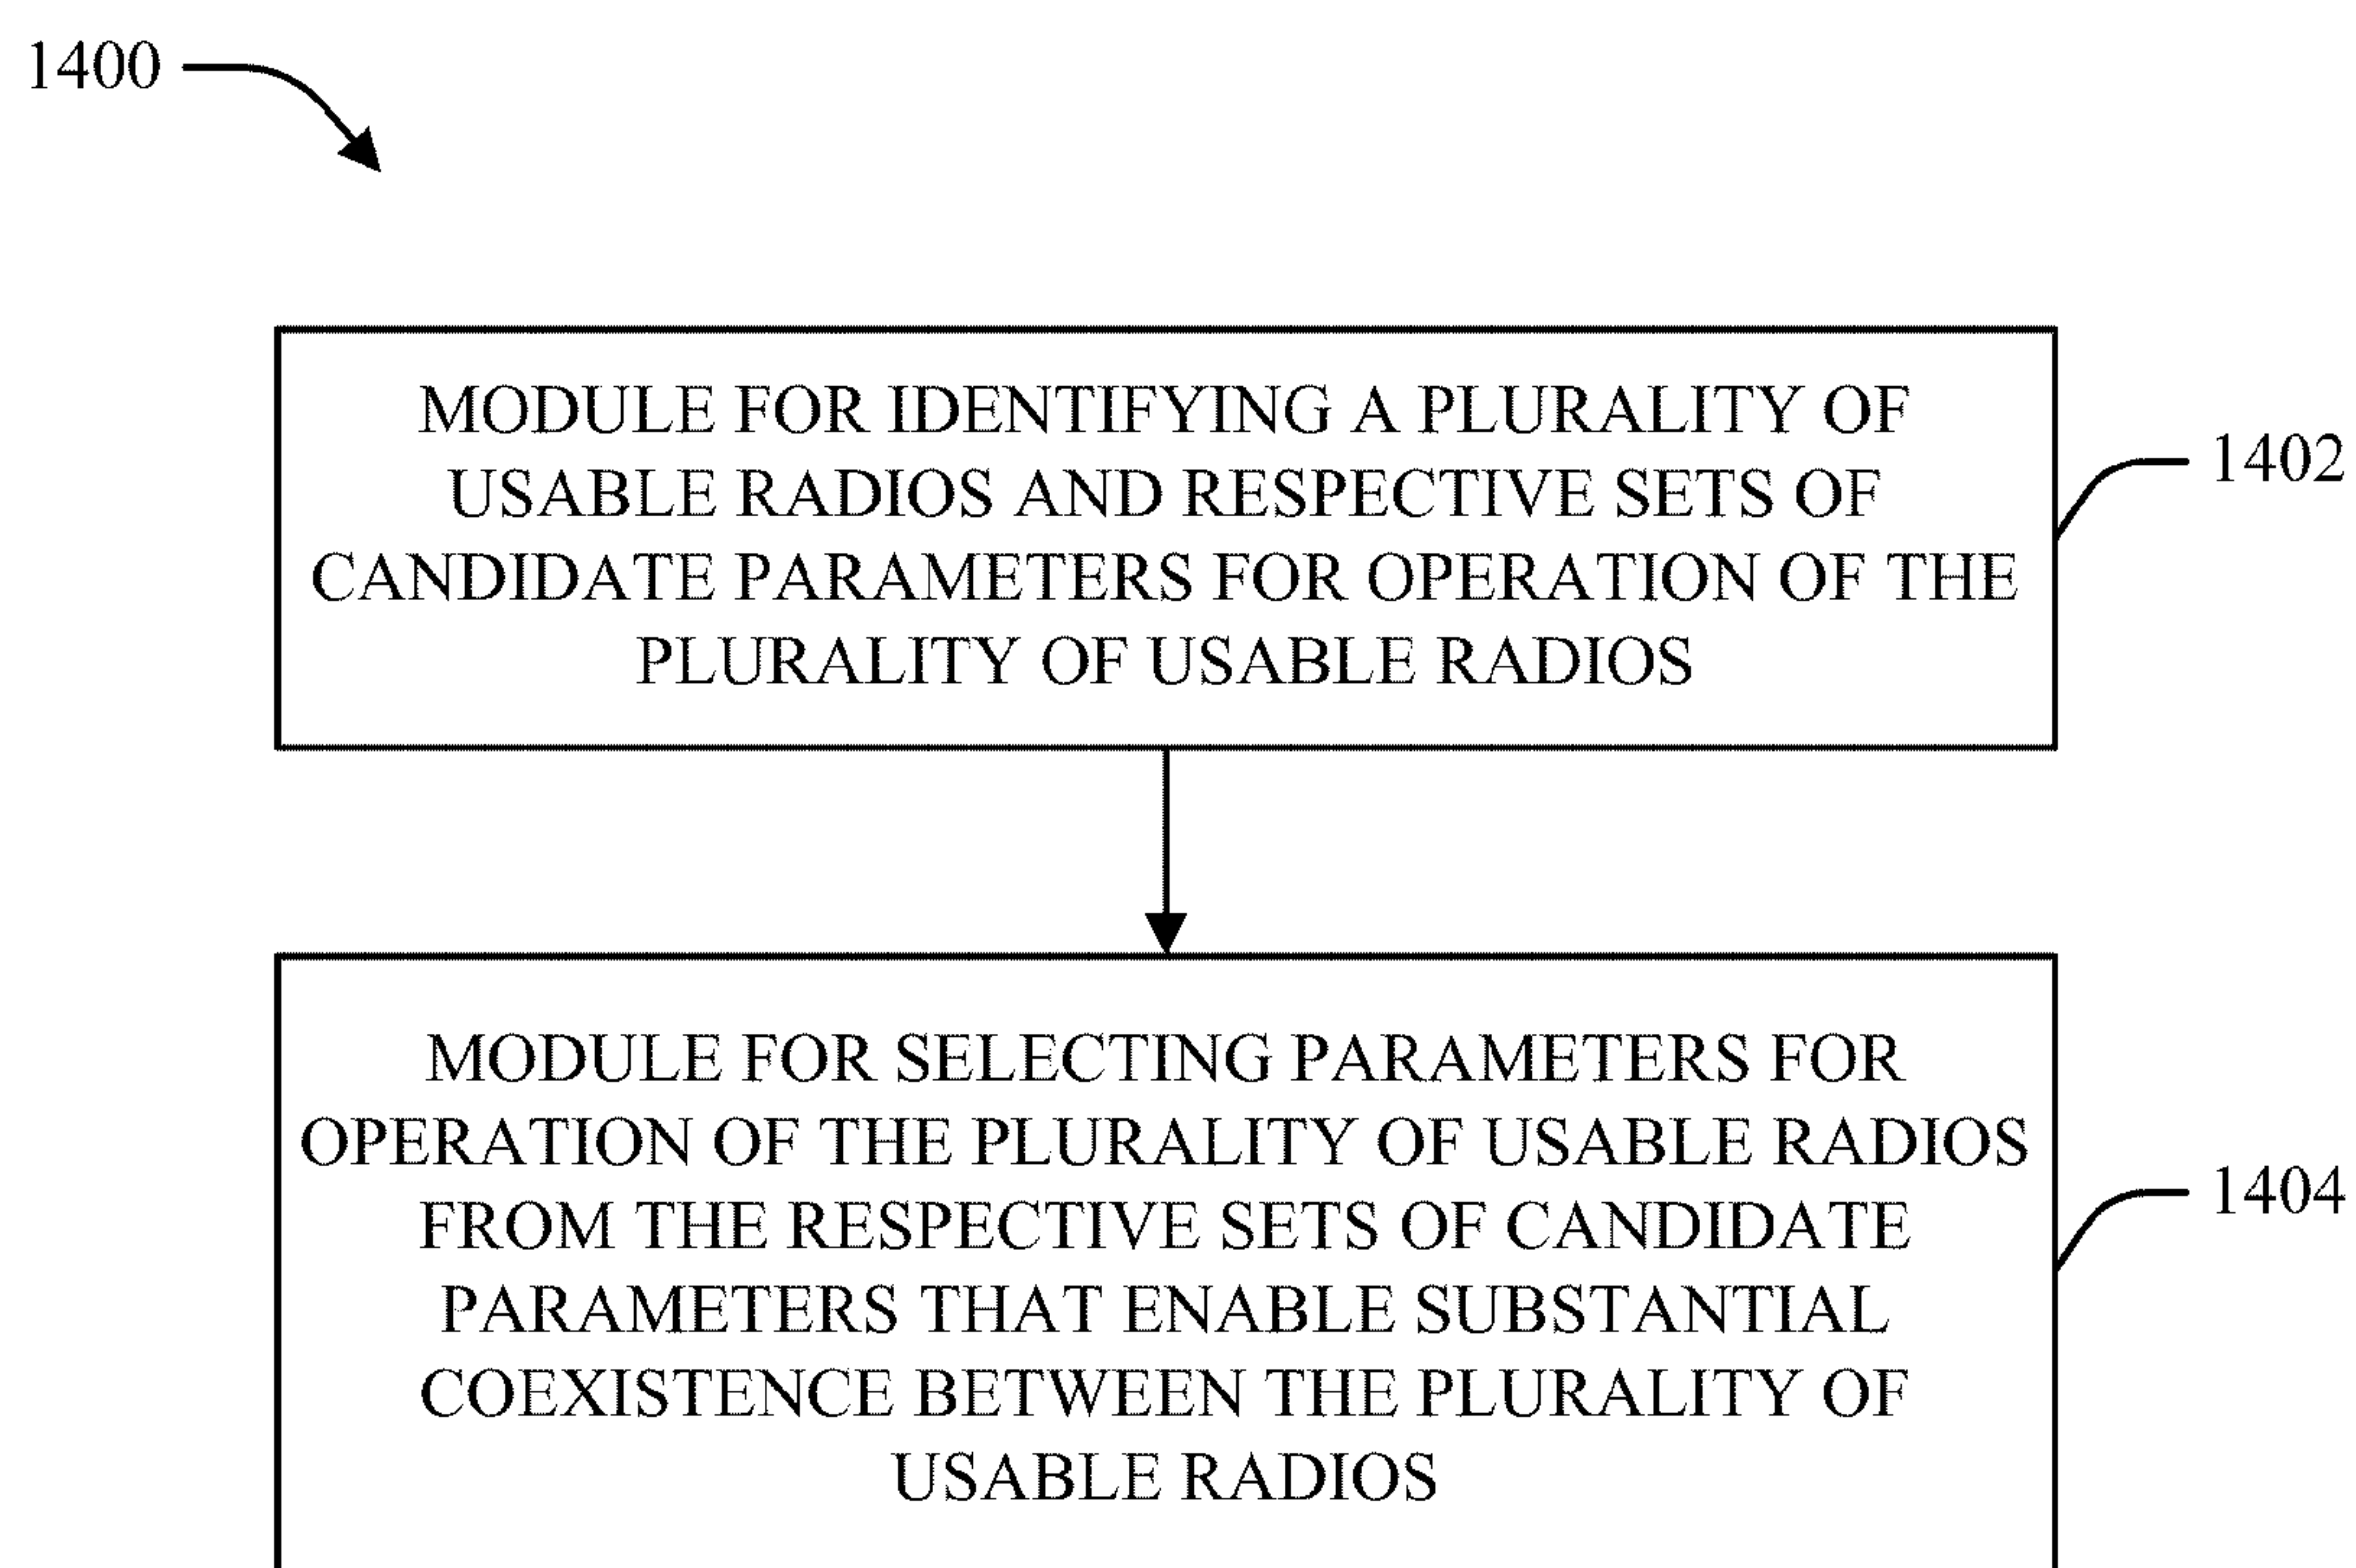 1400
MODULE FOR IDENTIFYING A PLURALITY OF
USABLE RADIOS AND RESPECTIVE SETS OF
CANDIDATE PARAMETERS FOR OPERATION OF THE
PLURALITY OF USABLE RADIOS
1402
MODULE FOR SELECTING PARAMETERS FOR
OPERATION OF THE PLURALITY OF USABLE RADIOS
FROM THE RESPECTIVE SETS OF CANDIDATE
PARAMETERS THAT ENABLE SUBSTANTIAL
COEXISTENCE BETWEEN THE PLURALITY OF
USABLE RADIOS
1404